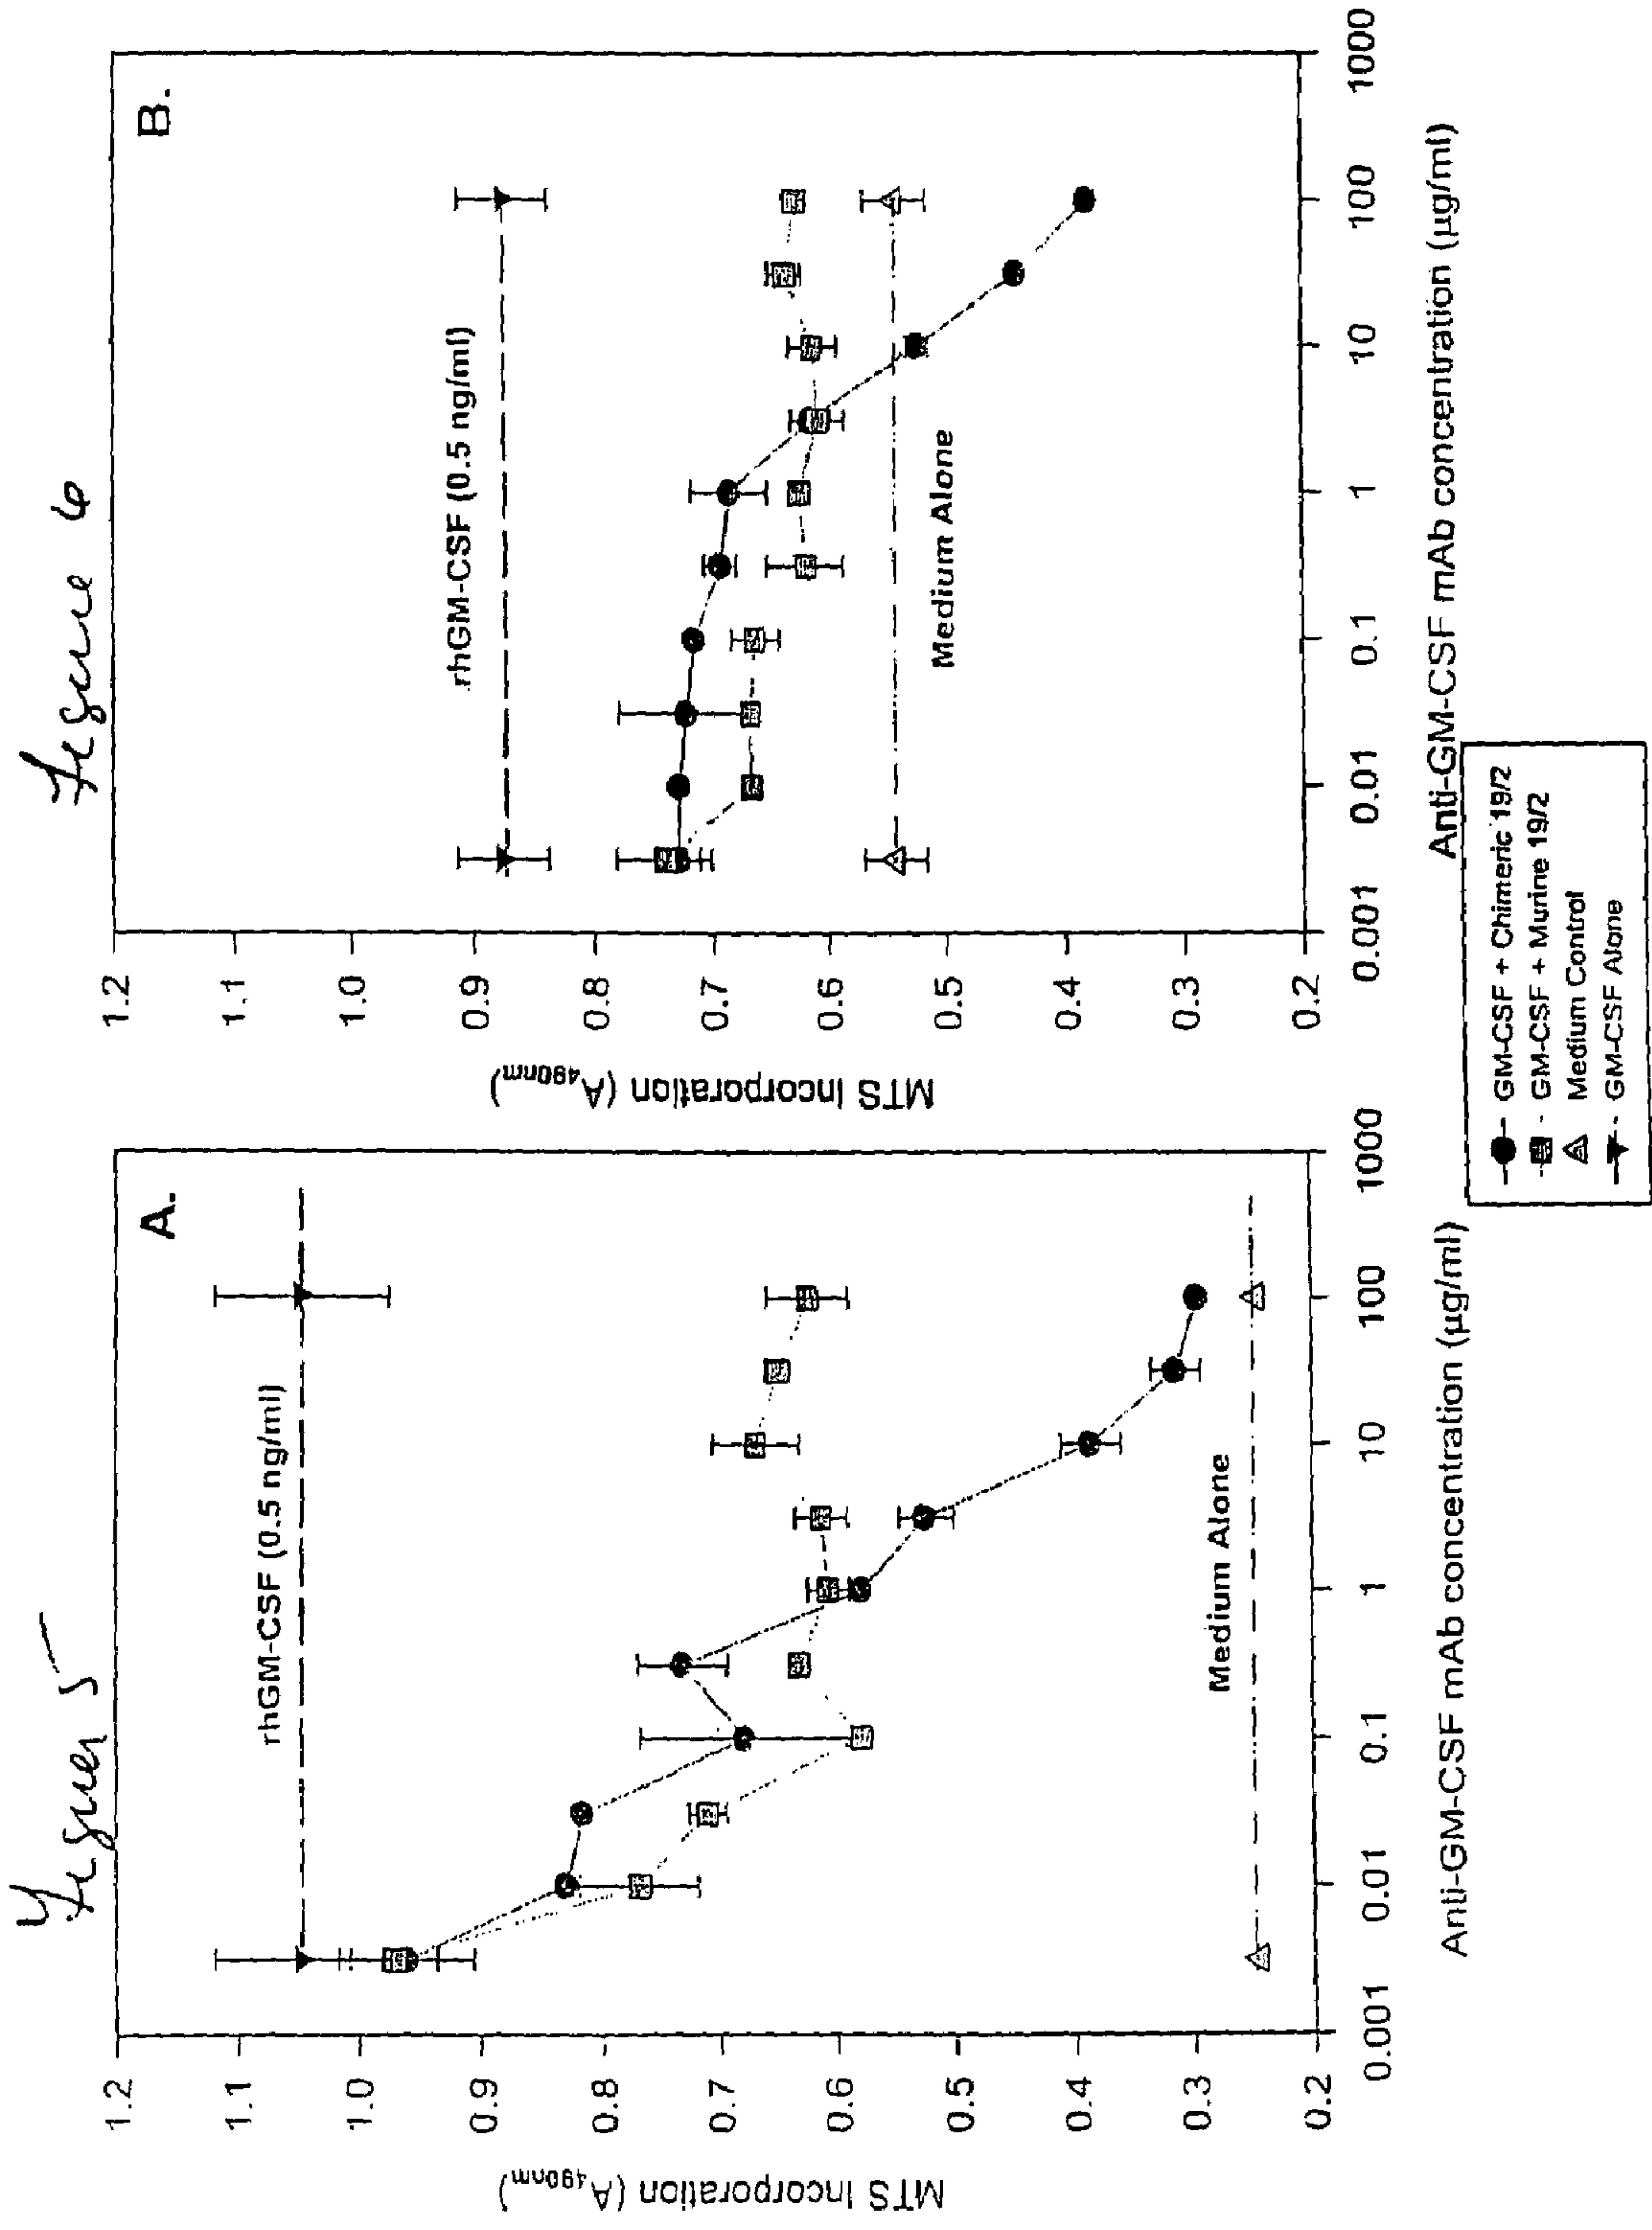 Figure 5
A.
rhGM-CSF (0.5 ng/ml)
Medium Alone
1.2
1.1
1.0
0.9
0.8
0.7
0.6
0.5
0.4
0.3
0.2
MTS Incorporation (A490nm)
0.001 0.01 0.1 1 10 100 1000
Anti-GM-CSF mAb concentration (µg/ml)
Figure 6
B.
rhGM-CSF (0.5 ng/ml)
Medium Alone
1.2
1.1
1.0
0.9
0.8
0.7
0.6
0.5
0.4
0.3
0.2
MTS Incorporation (A490nm)
0.001 0.01 0.1 1 10 100 1000
Anti-GM-CSF mAb concentration (µg/ml)
GM-CSF + Chimeric 19/2
GM-CSF + Murine 19/2
Medium Control
GM-CSF Alone